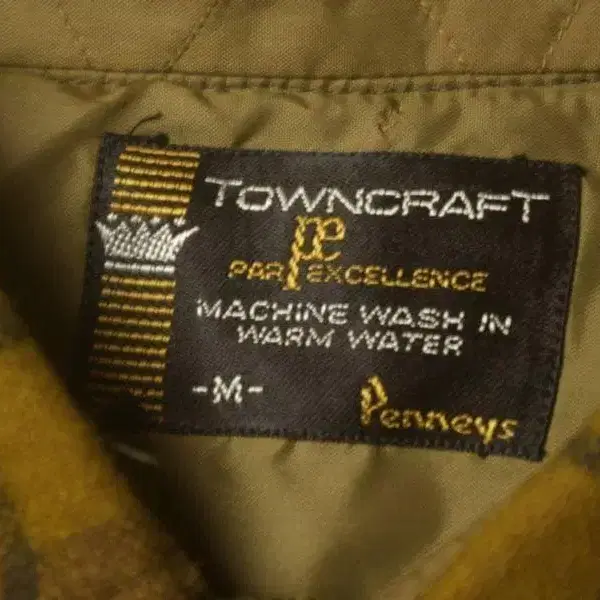 TOWNCRAFT
pe
PAR EXCELLENCE
MACHINE WASH IN
WARM WATER
-M-
Penneys